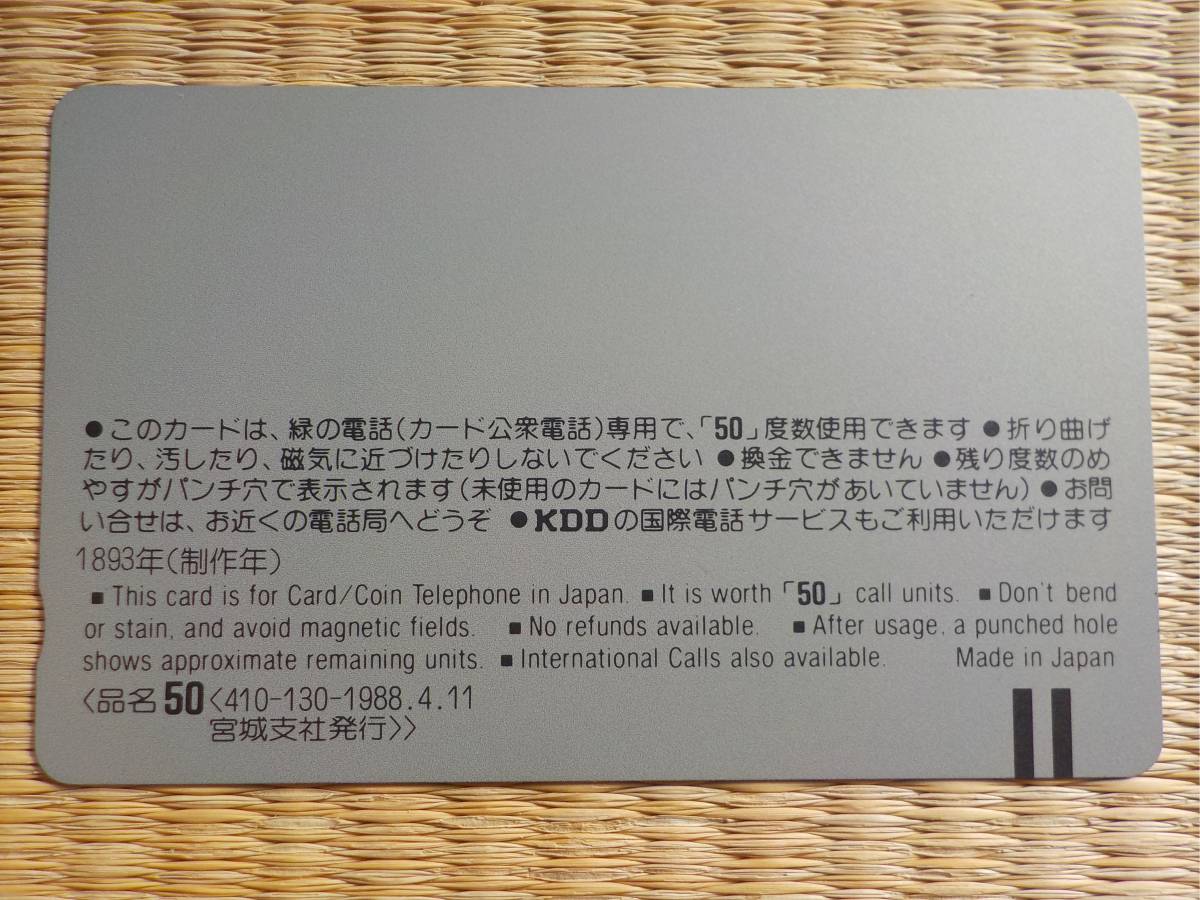 ●このカードは、緑の電話(カード公衆電話)専用で、「50」度数使用できます ●折り曲げ
たり、汚したり、磁気に近づけたりしないでください ●換金できません ●残り度数のめ
やすがパンチ穴で表示されます(未使用のカードにはパンチ穴があいていません) ●お問
い合せは、お近くの電話局へどうぞ ●KDDの国際電話サービスもご利用いただけます
1893年(制作年)
■This card is for Card/Coin Telephone in Japan. ■It is worth「50」call units. ■Don't bend
or stain, and avoid magnetic fields. ■No refunds available. ■After usage, a punched hole
shows approximate remaining units. ■International Calls also available. Made in Japan
〈品名50〈410-130-1988.4.11
宮城支社発行〉〉